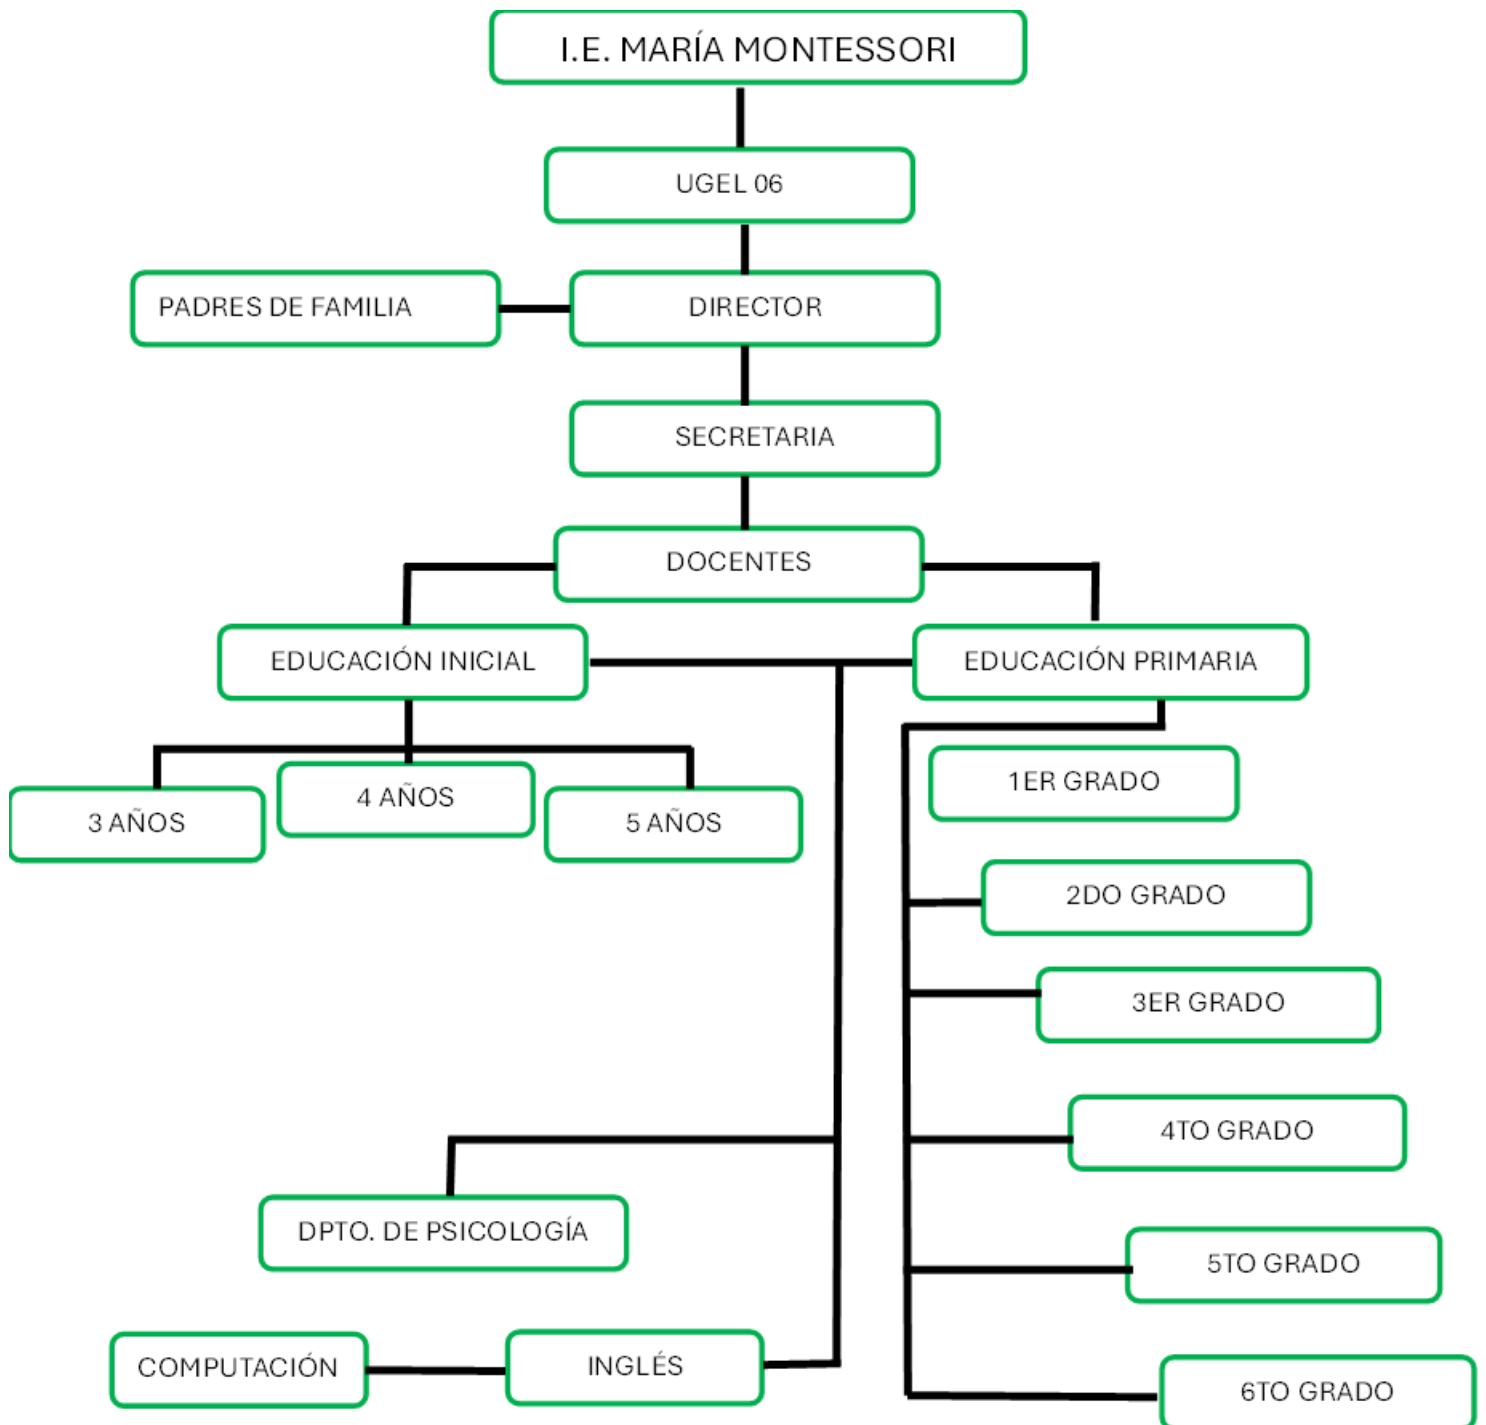 I.E. MARÍA MONTESSORI
UGEL 06
PADRES DE FAMILIA
DIRECTOR
SECRETARIA
DOCENTES
EDUCACIÓN INICIAL
EDUCACIÓN PRIMARIA
3 AÑOS
4 AÑOS
5 AÑOS
1ER GRADO
2DO GRADO
3ER GRADO
4TO GRADO
5TO GRADO
6TO GRADO
DPTO. DE PSICOLOGÍA
COMPUTACIÓN
INGLÉS